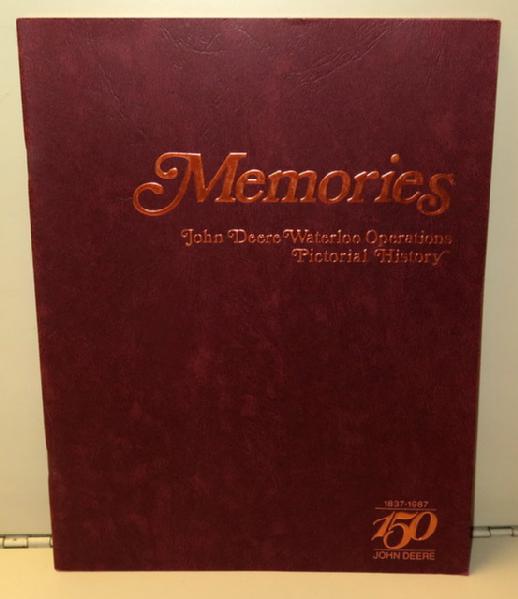 Memories
John Deere Waterloo Operations
Pictorial History
1837-1987
150
JOHN DEERE